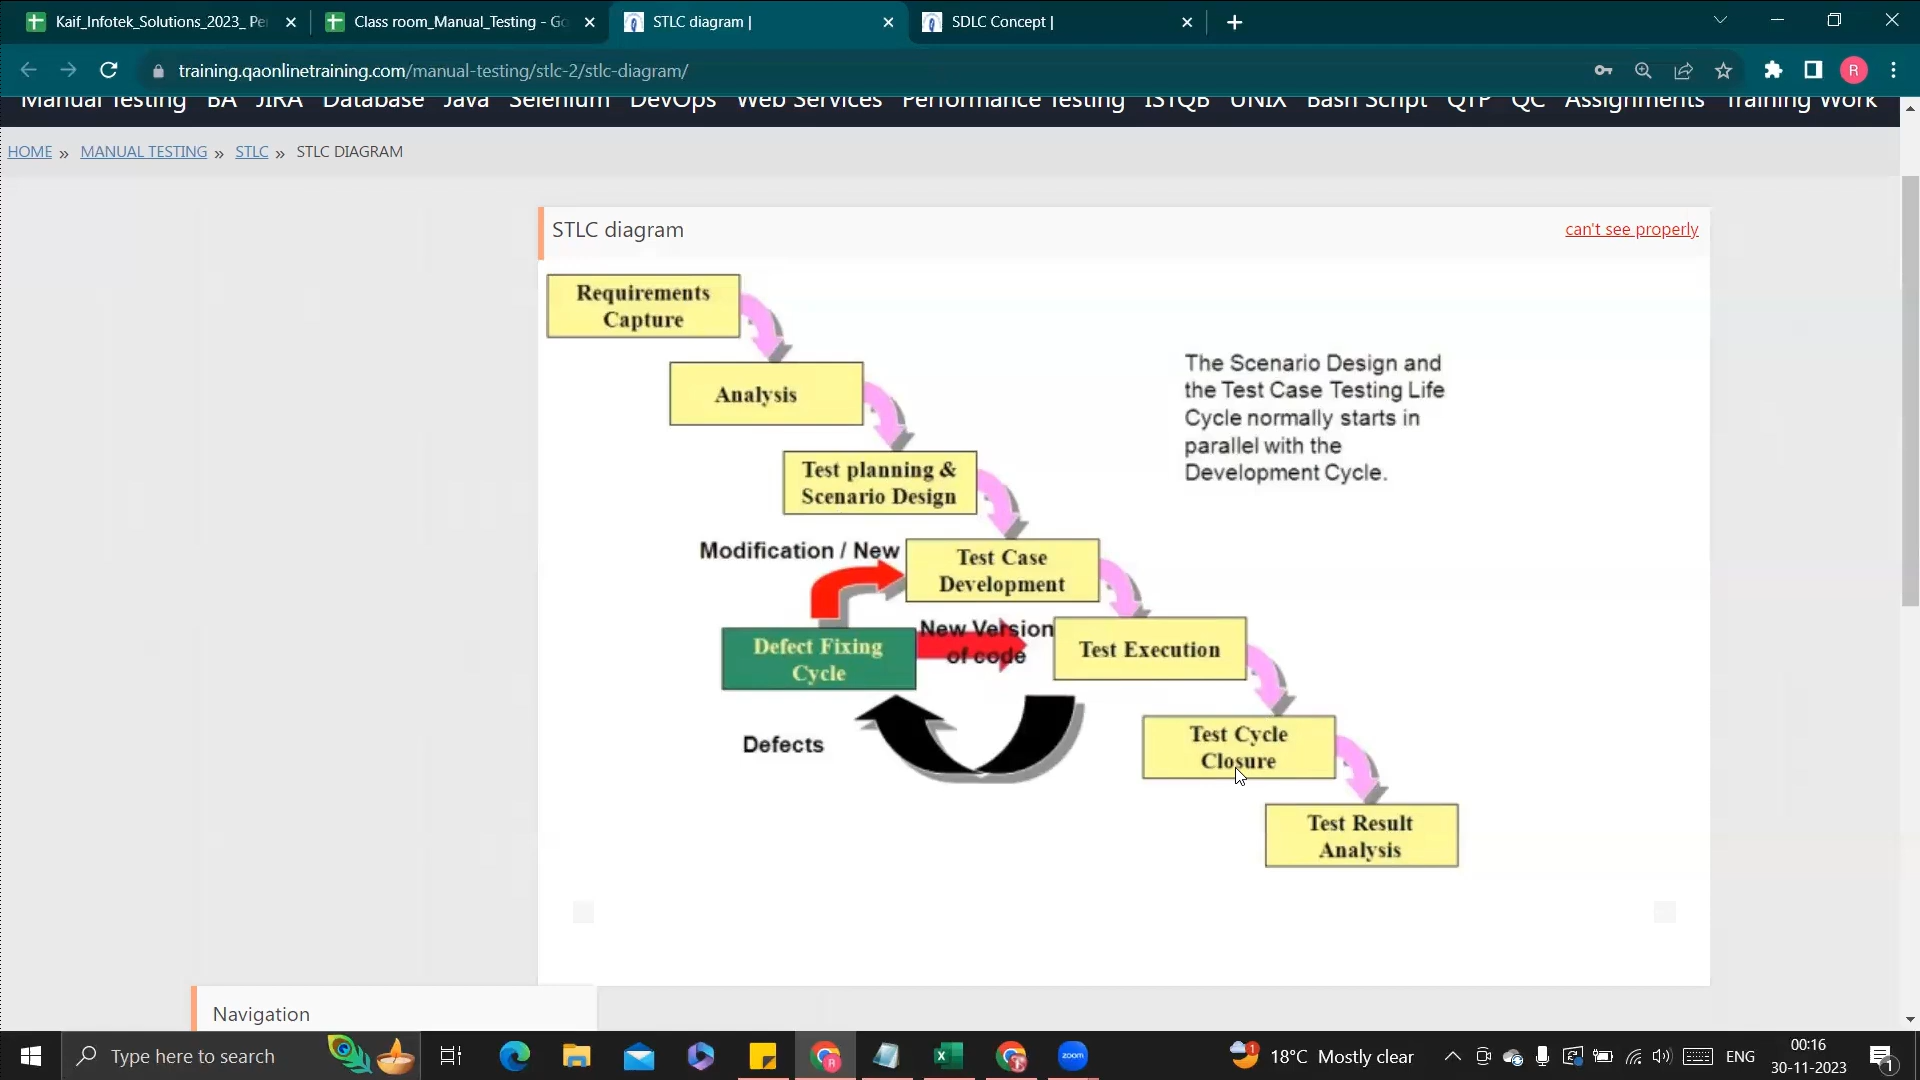 Kaif_Infotek_Solutions_2023_ Pe
Class room_Manual_Testing - Go
STLC diagram |
SDLC Concept |
training.qaonlinetraining.com/manual-testing/stlc-2/stlc-diagram/
R
Manual Testing BA JIRA Database Java Selenium DevOps Web Services Performance Testing ISTQB UNIX Bash Script QTP QC Assignments Training Work
HOME » MANUAL TESTING » STLC » STLC DIAGRAM
STLC diagram
can't see properly
Requirements
Capture
Analysis
The Scenario Design and
the Test Case Testing Life
Cycle normally starts in
parallel with the
Development Cycle.
Test planning &
Scenario Design
Modification / New
Test Case
Development
Defect Fixing
Cycle
New Version
of code
Test Execution
Defects
Test Cycle
Closure
Test Result
Analysis
Navigation
Type here to search
R
zoom
18°C Mostly clear
ENG
00:16
30-11-2023
1